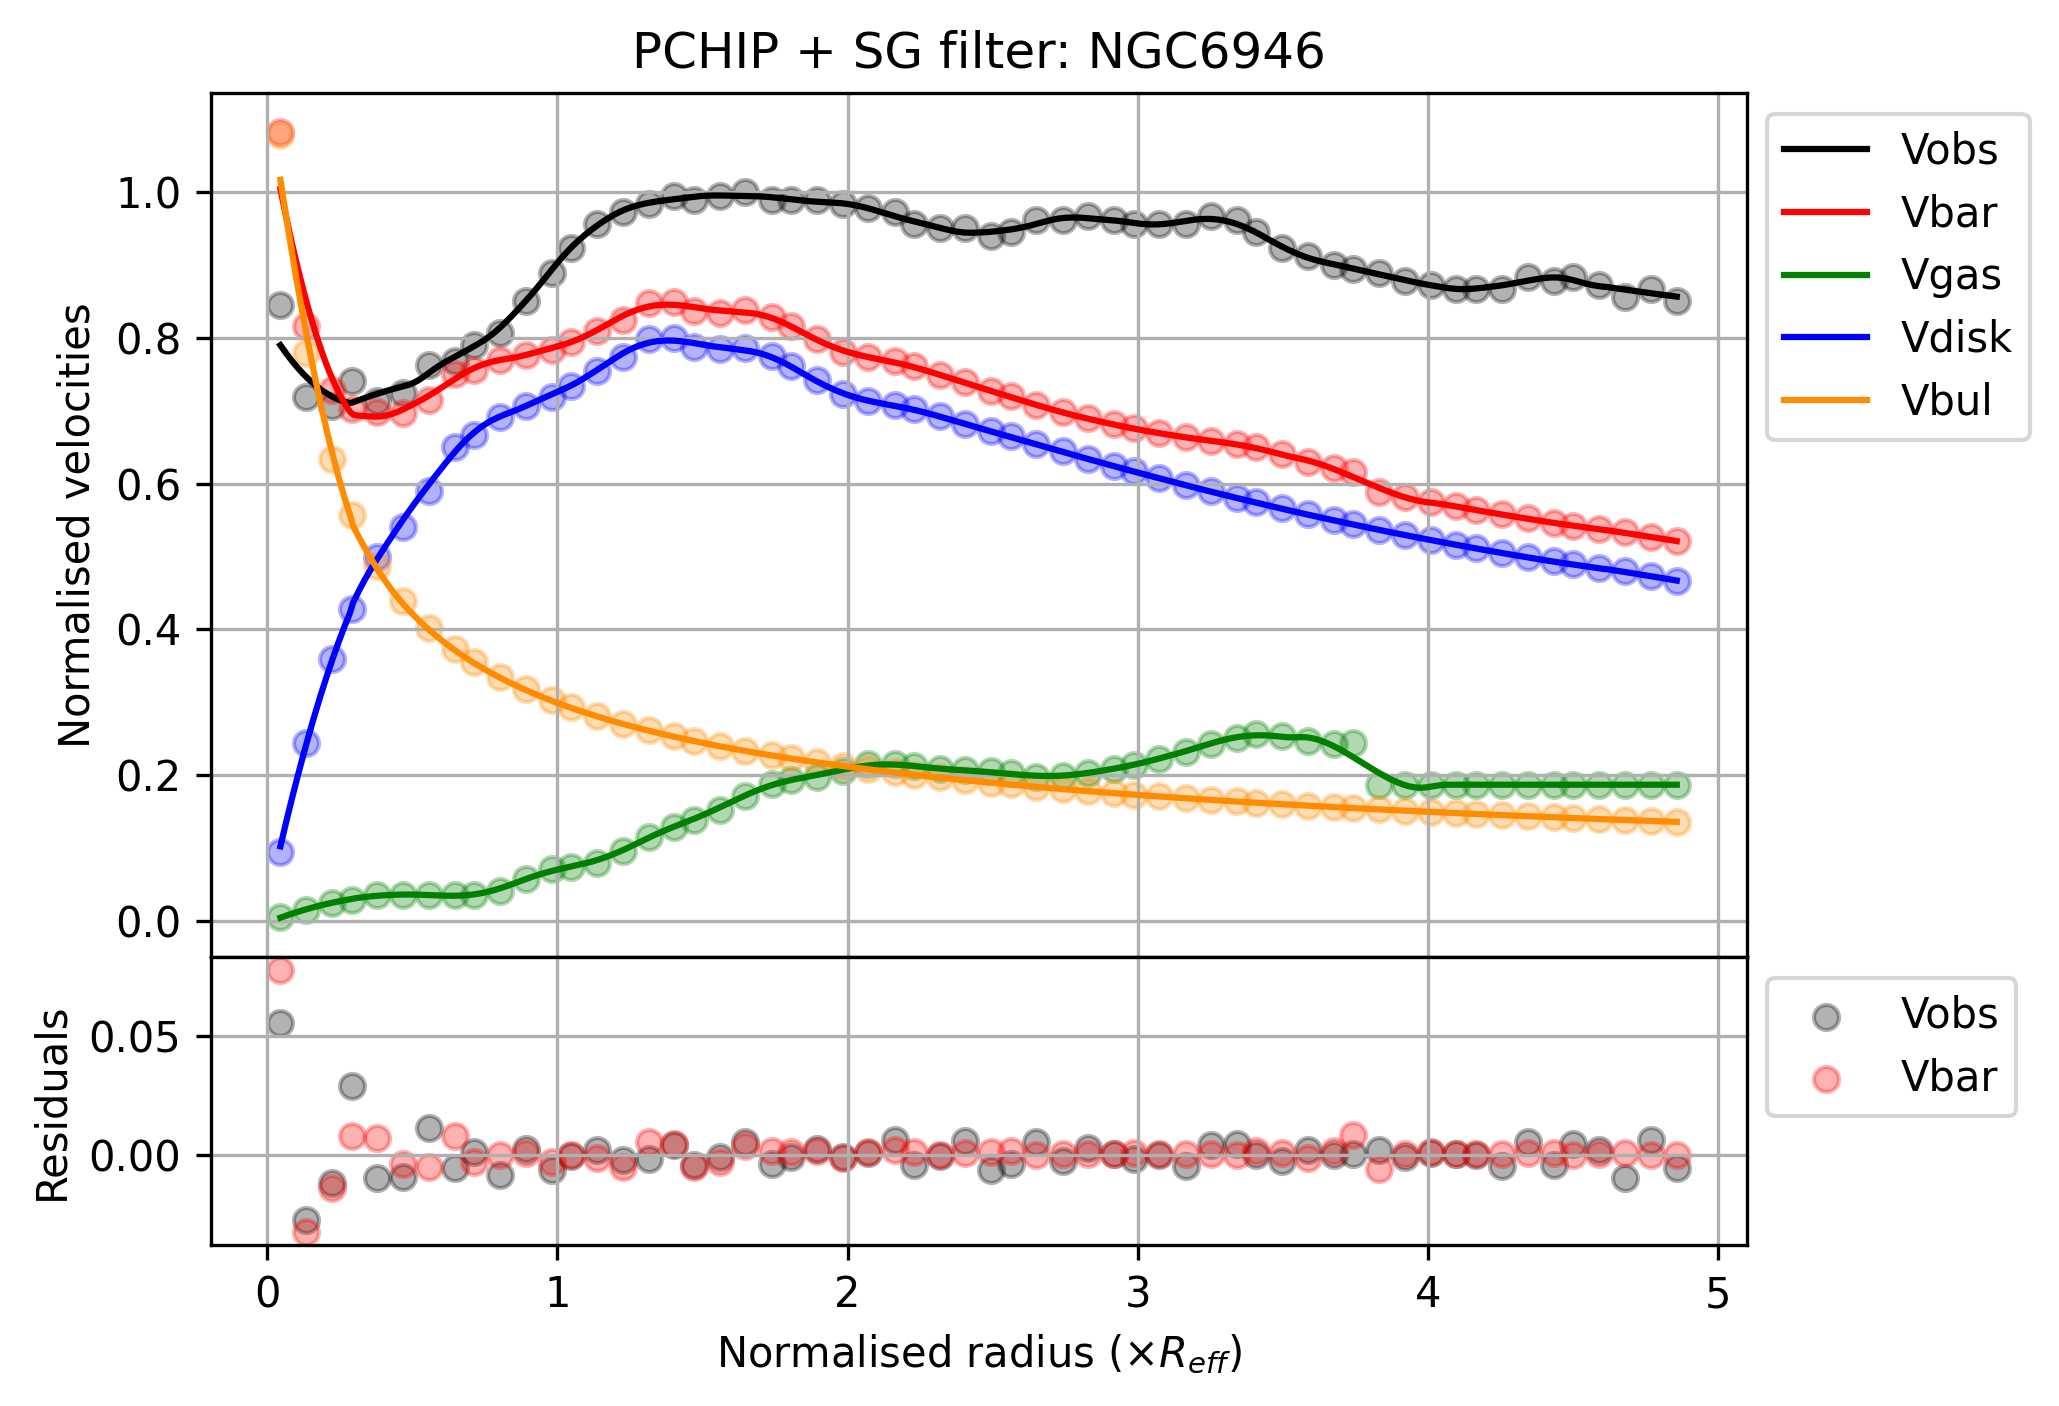 PCHIP + SG filter: NGC6946
Normalised velocities
1.0
0.8
0.6
0.4
0.2
0.0
Vobs
Vbar
Vgas
Vdisk
Vbul
Residuals
0.05
0.00
Vobs
Vbar
0 1 2 3 4 5
Normalised radius (×R_eff)